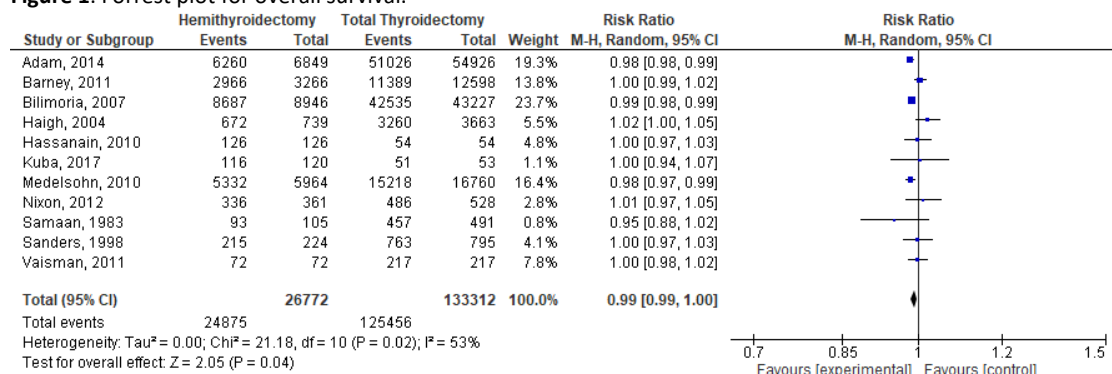 Figure 1. Forrest plot for overall survival.
Hemithyroidectomy Total Thyroidectomy Risk Ratio Risk Ratio
Study or Subgroup Events Total Events Total Weight M-H, Random, 95% CI M-H, Random, 95% CI
Adam, 2014 6260 6849 51026 54926 19.3% 0.98 [0.98, 0.99]
Barney, 2011 2966 3266 11389 12598 13.8% 1.00 [0.99, 1.02]
Bilimoria, 2007 8687 8946 42535 43227 23.7% 0.99 [0.98, 0.99]
Haigh, 2004 672 739 3260 3663 5.5% 1.02 [1.00, 1.05]
Hassanain, 2010 126 126 54 54 4.8% 1.00 [0.97, 1.03]
Kuba, 2017 116 120 51 53 1.1% 1.00 [0.94, 1.07]
Medelsohn, 2010 5332 5964 15218 16760 16.4% 0.98 [0.97, 0.99]
Nixon, 2012 336 361 486 528 2.8% 1.01 [0.97, 1.05]
Samaan, 1983 93 105 457 491 0.8% 0.95 [0.88, 1.02]
Sanders, 1998 215 224 763 795 4.1% 1.00 [0.97, 1.03]
Vaisman, 2011 72 72 217 217 7.8% 1.00 [0.98, 1.02]
Total (95% CI) 26772 133312 100.0% 0.99 [0.99, 1.00]
Total events 24875 125456
Heterogeneity: Tau² = 0.00; Chi² = 21.18, df = 10 (P = 0.02); I² = 53%
Test for overall effect: Z = 2.05 (P = 0.04)
0.7 0.85 1 1.2 1.5
Favours [experimental] Favours [control]